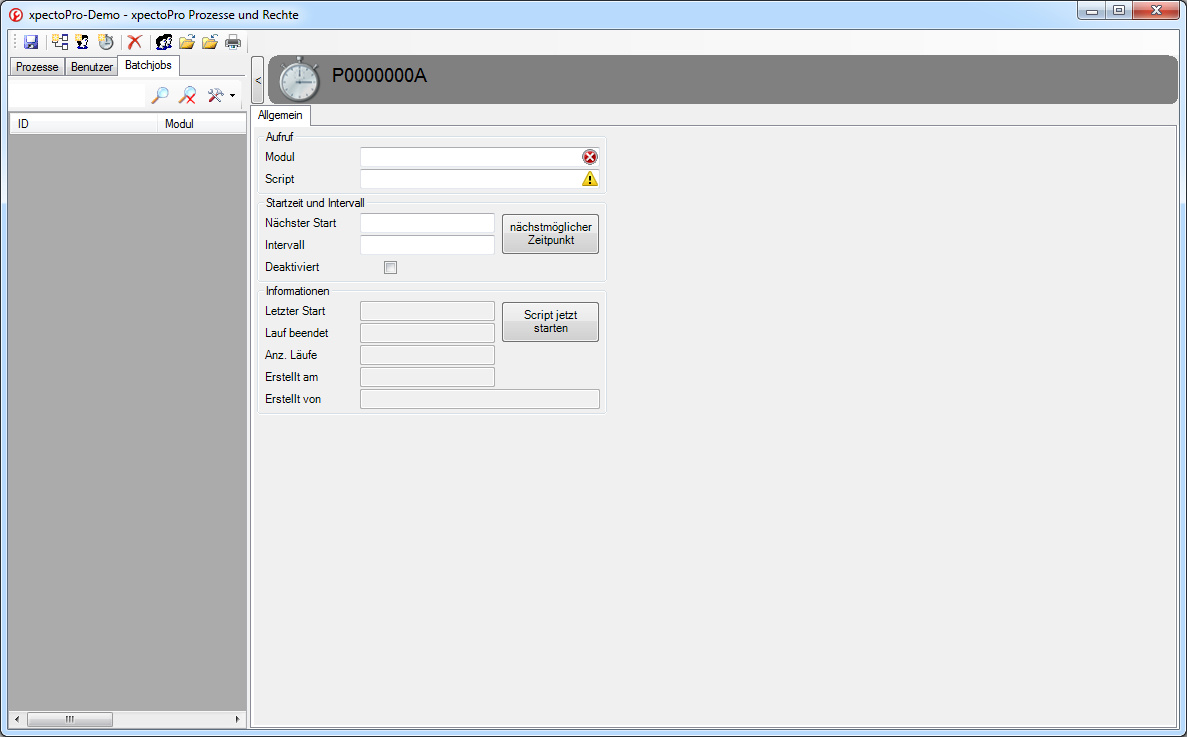 xpectoPro-Demo - xpectoPro Prozesse und Rechte
Prozesse Benutzer Batchjobs
ID Modul
<
P0000000A
Allgemein
Aufruf
Modul
Script
Startzeit und Intervall
Nächster Start
nächstmöglicher
Zeitpunkt
Intervall
Deaktiviert
Informationen
Letzter Start
Script jetzt
starten
Lauf beendet
Anz. Läufe
Erstellt am
Erstellt von